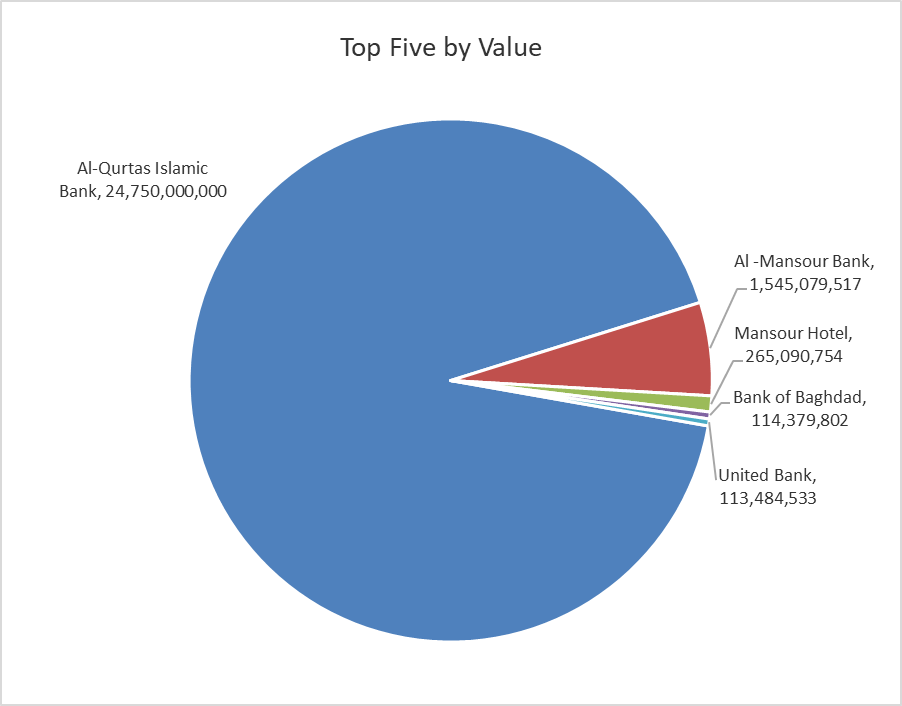 Top Five by Value
Al-Qurtas Islamic
Bank, 24,750,000,000
Al -Mansour Bank,
1,545,079,517
Mansour Hotel,
265,090,754
Bank of Baghdad,
114,379,802
United Bank,
113,484,533